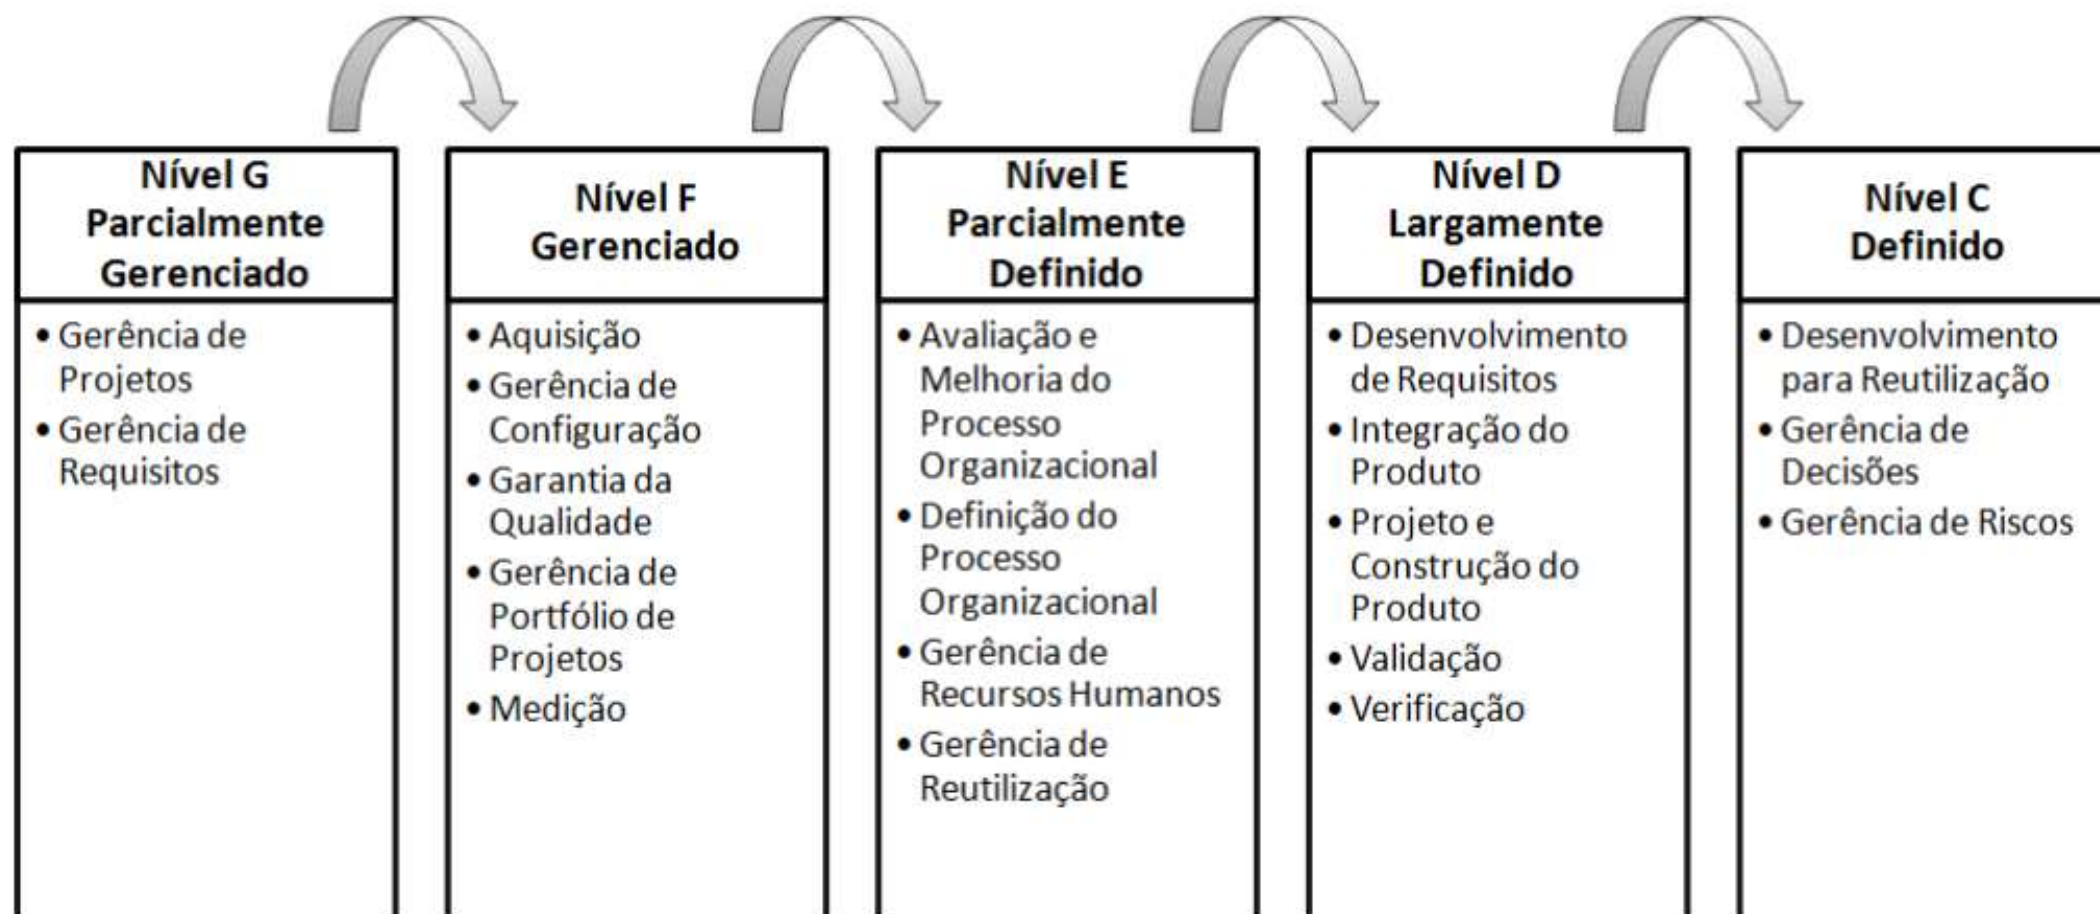 Nível G
Parcialmente
Gerenciado
• Gerência de
Projetos
• Gerência de
Requisitos
Nível F
Gerenciado
• Aquisição
• Gerência de
Configuração
• Garantia da
Qualidade
• Gerência de
Portfólio de
Projetos
• Medição
Nível E
Parcialmente
Definido
• Avaliação e
Melhoria do
Processo
Organizacional
• Definição do
Processo
Organizacional
• Gerência de
Recursos Humanos
• Gerência de
Reutilização
Nível D
Largamente
Definido
• Desenvolvimento
de Requisitos
• Integração do
Produto
• Projeto e
Construção do
Produto
• Validação
• Verificação
Nível C
Definido
• Desenvolvimento
para Reutilização
• Gerência de
Decisões
• Gerência de Riscos